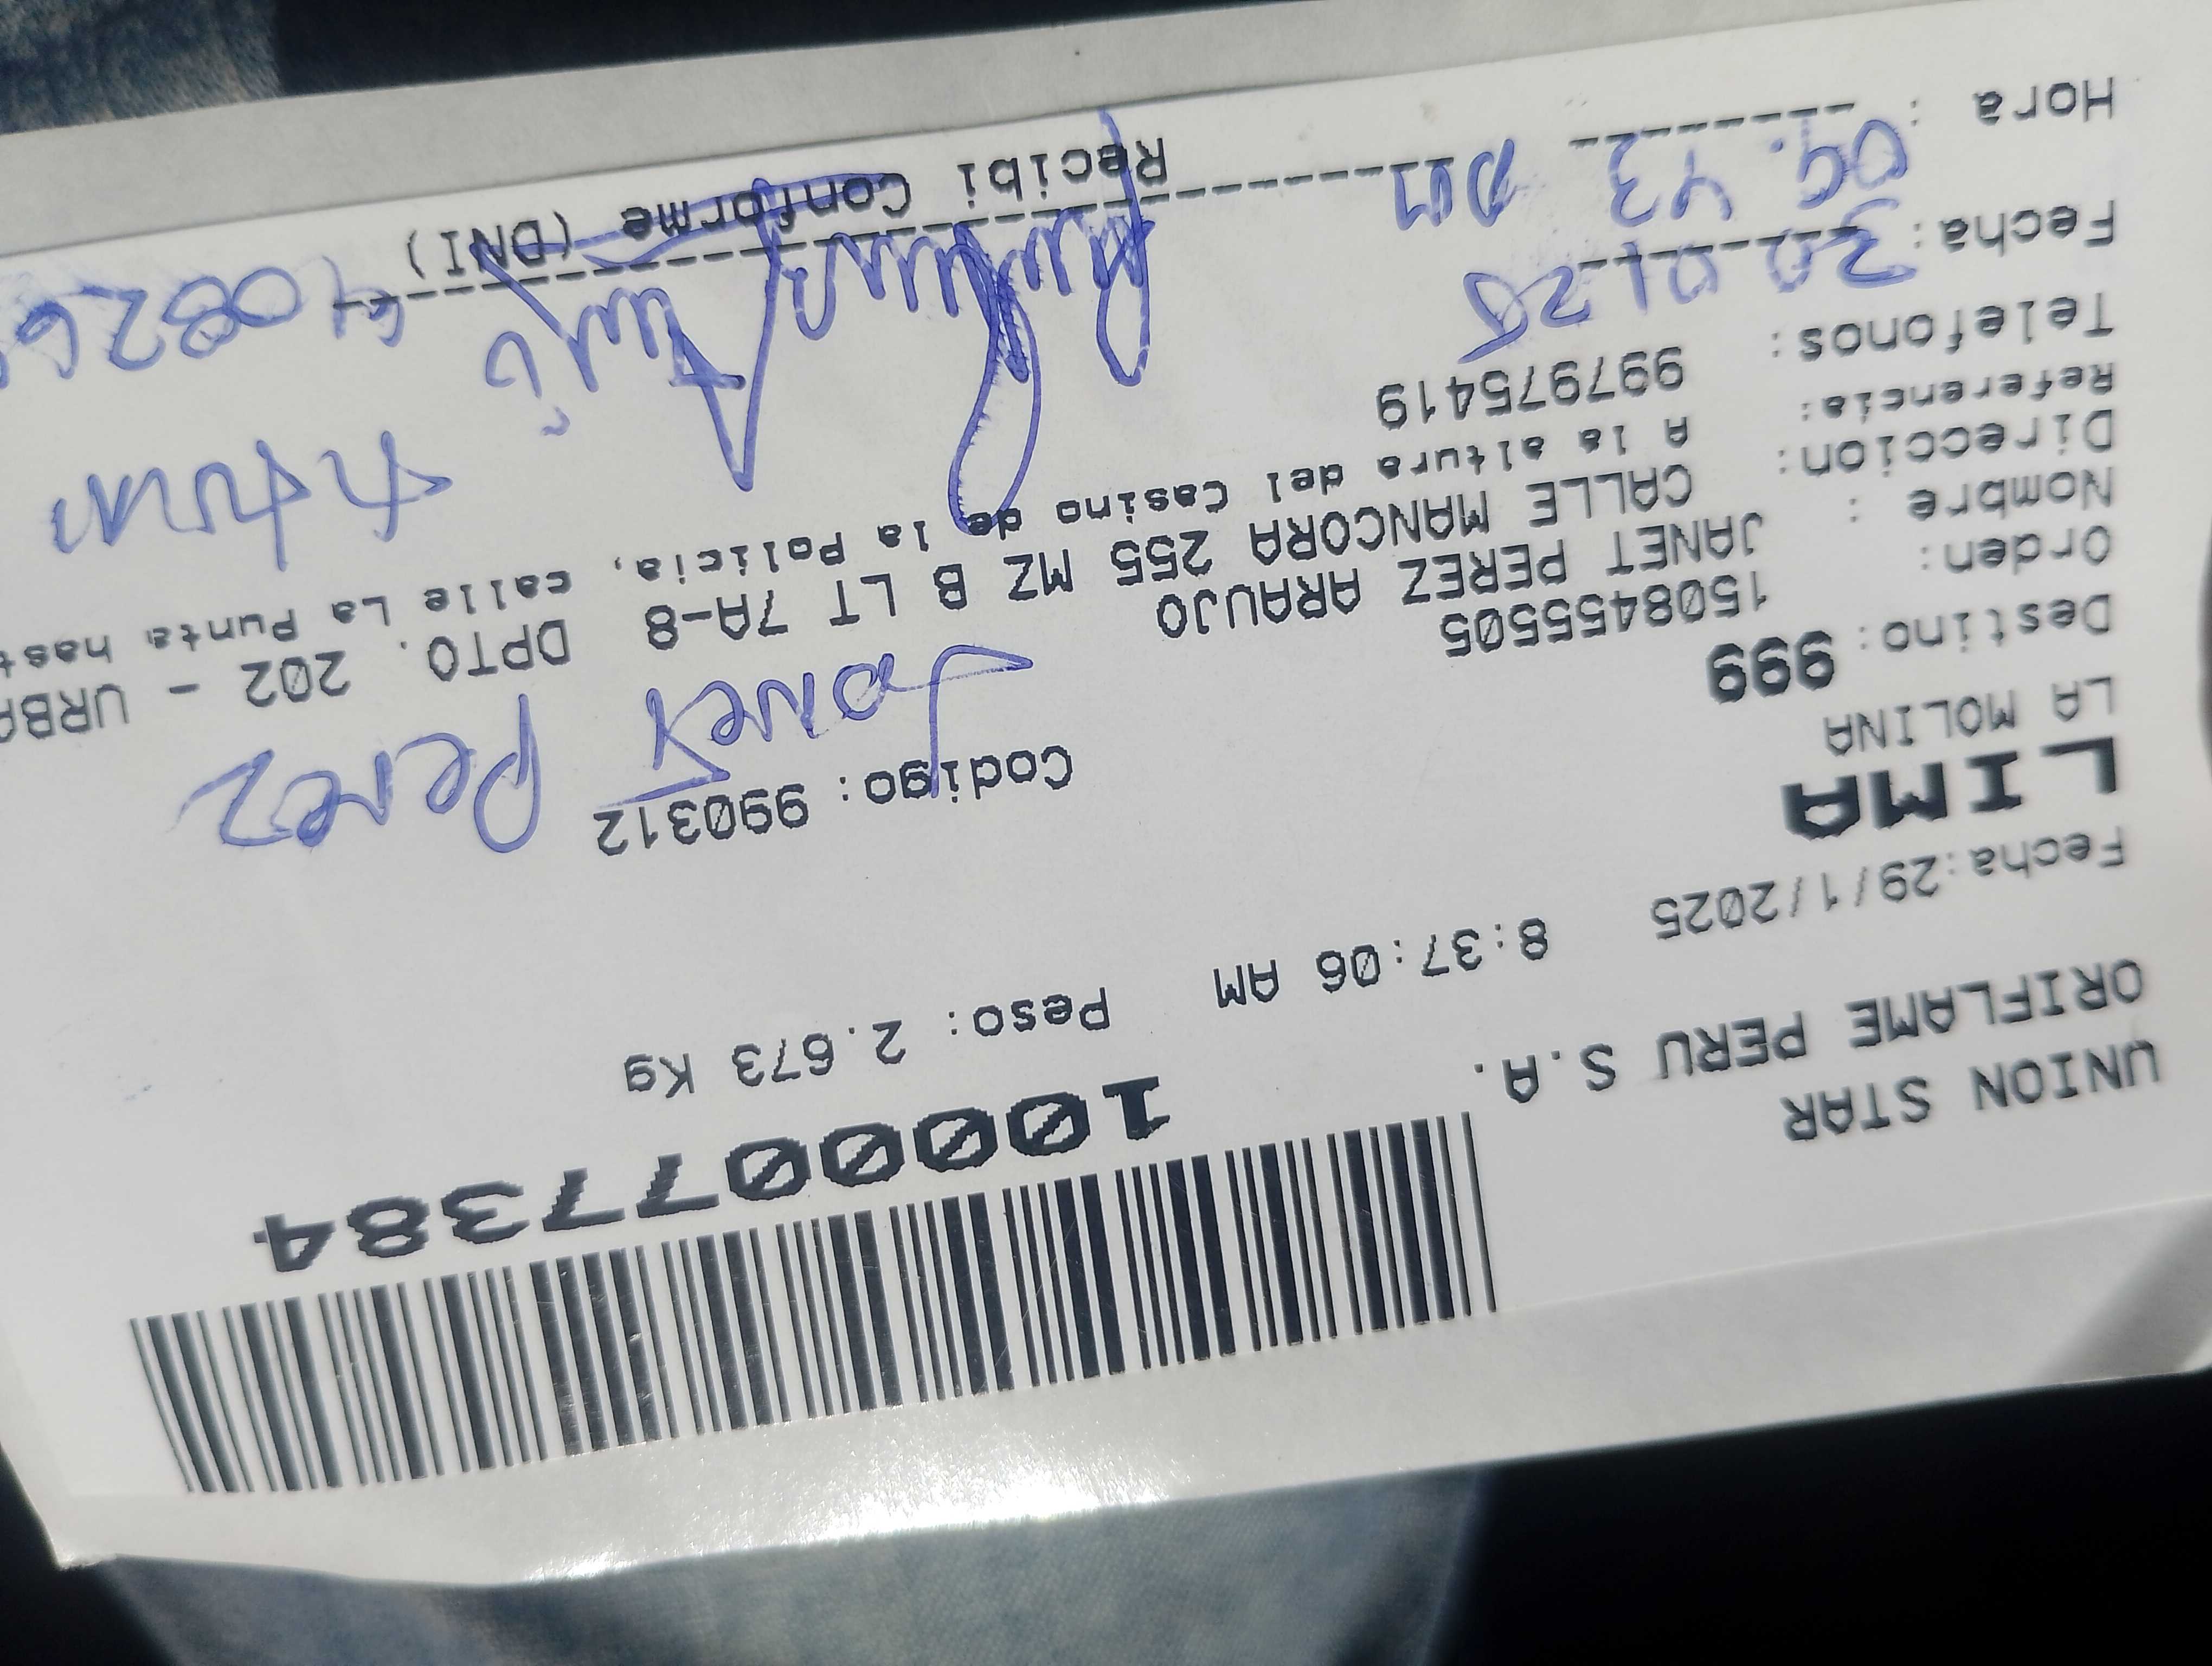 UNION STAR
ORIFLAME PERU S.A.
1000077384
Fecha:29/1/2025 8:37:06 AM Peso: 2.673 Kg
LIMA
LA MOLINA
Codigo: 990312
Destino: 999
Janet Perez
Orden: 1508455505
Nombre : JANET PEREZ ARAUJO
Direccion: CALLE MANCORA 255 MZ B LT 7A-8 DPTO. 202 - URBA
Referencia: A la altura del Casino de la Policia, calle La Punta hast
Telefonos: 997975419
Fecha: 30 01 25
Hora : 09.43 AM
40826
Recibi Conforme (DNI)